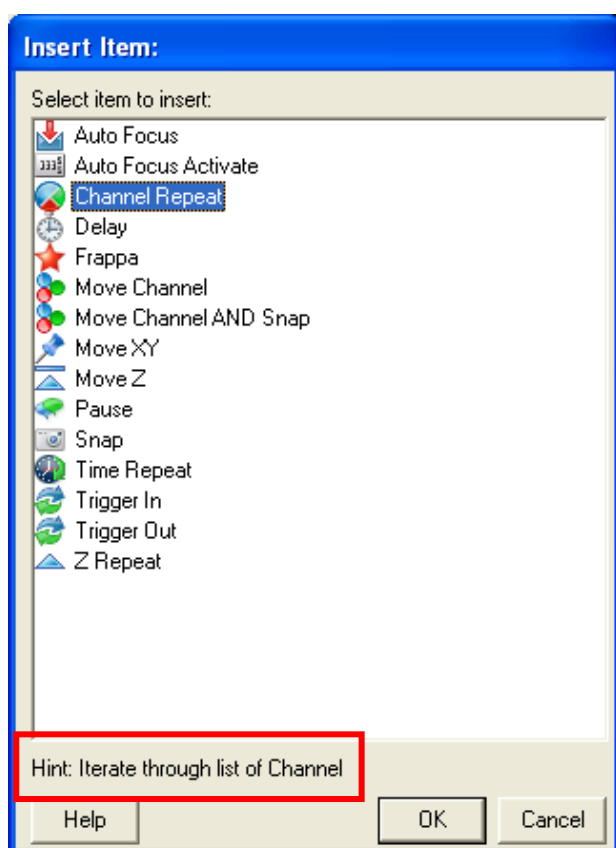 Insert Item:
Select item to insert:
Auto Focus
Auto Focus Activate
Channel Repeat
Delay
Frappa
Move Channel
Move Channel AND Snap
Move XY
Move Z
Pause
Snap
Time Repeat
Trigger In
Trigger Out
Z Repeat
Hint: Iterate through list of Channel
Help
OK
Cancel